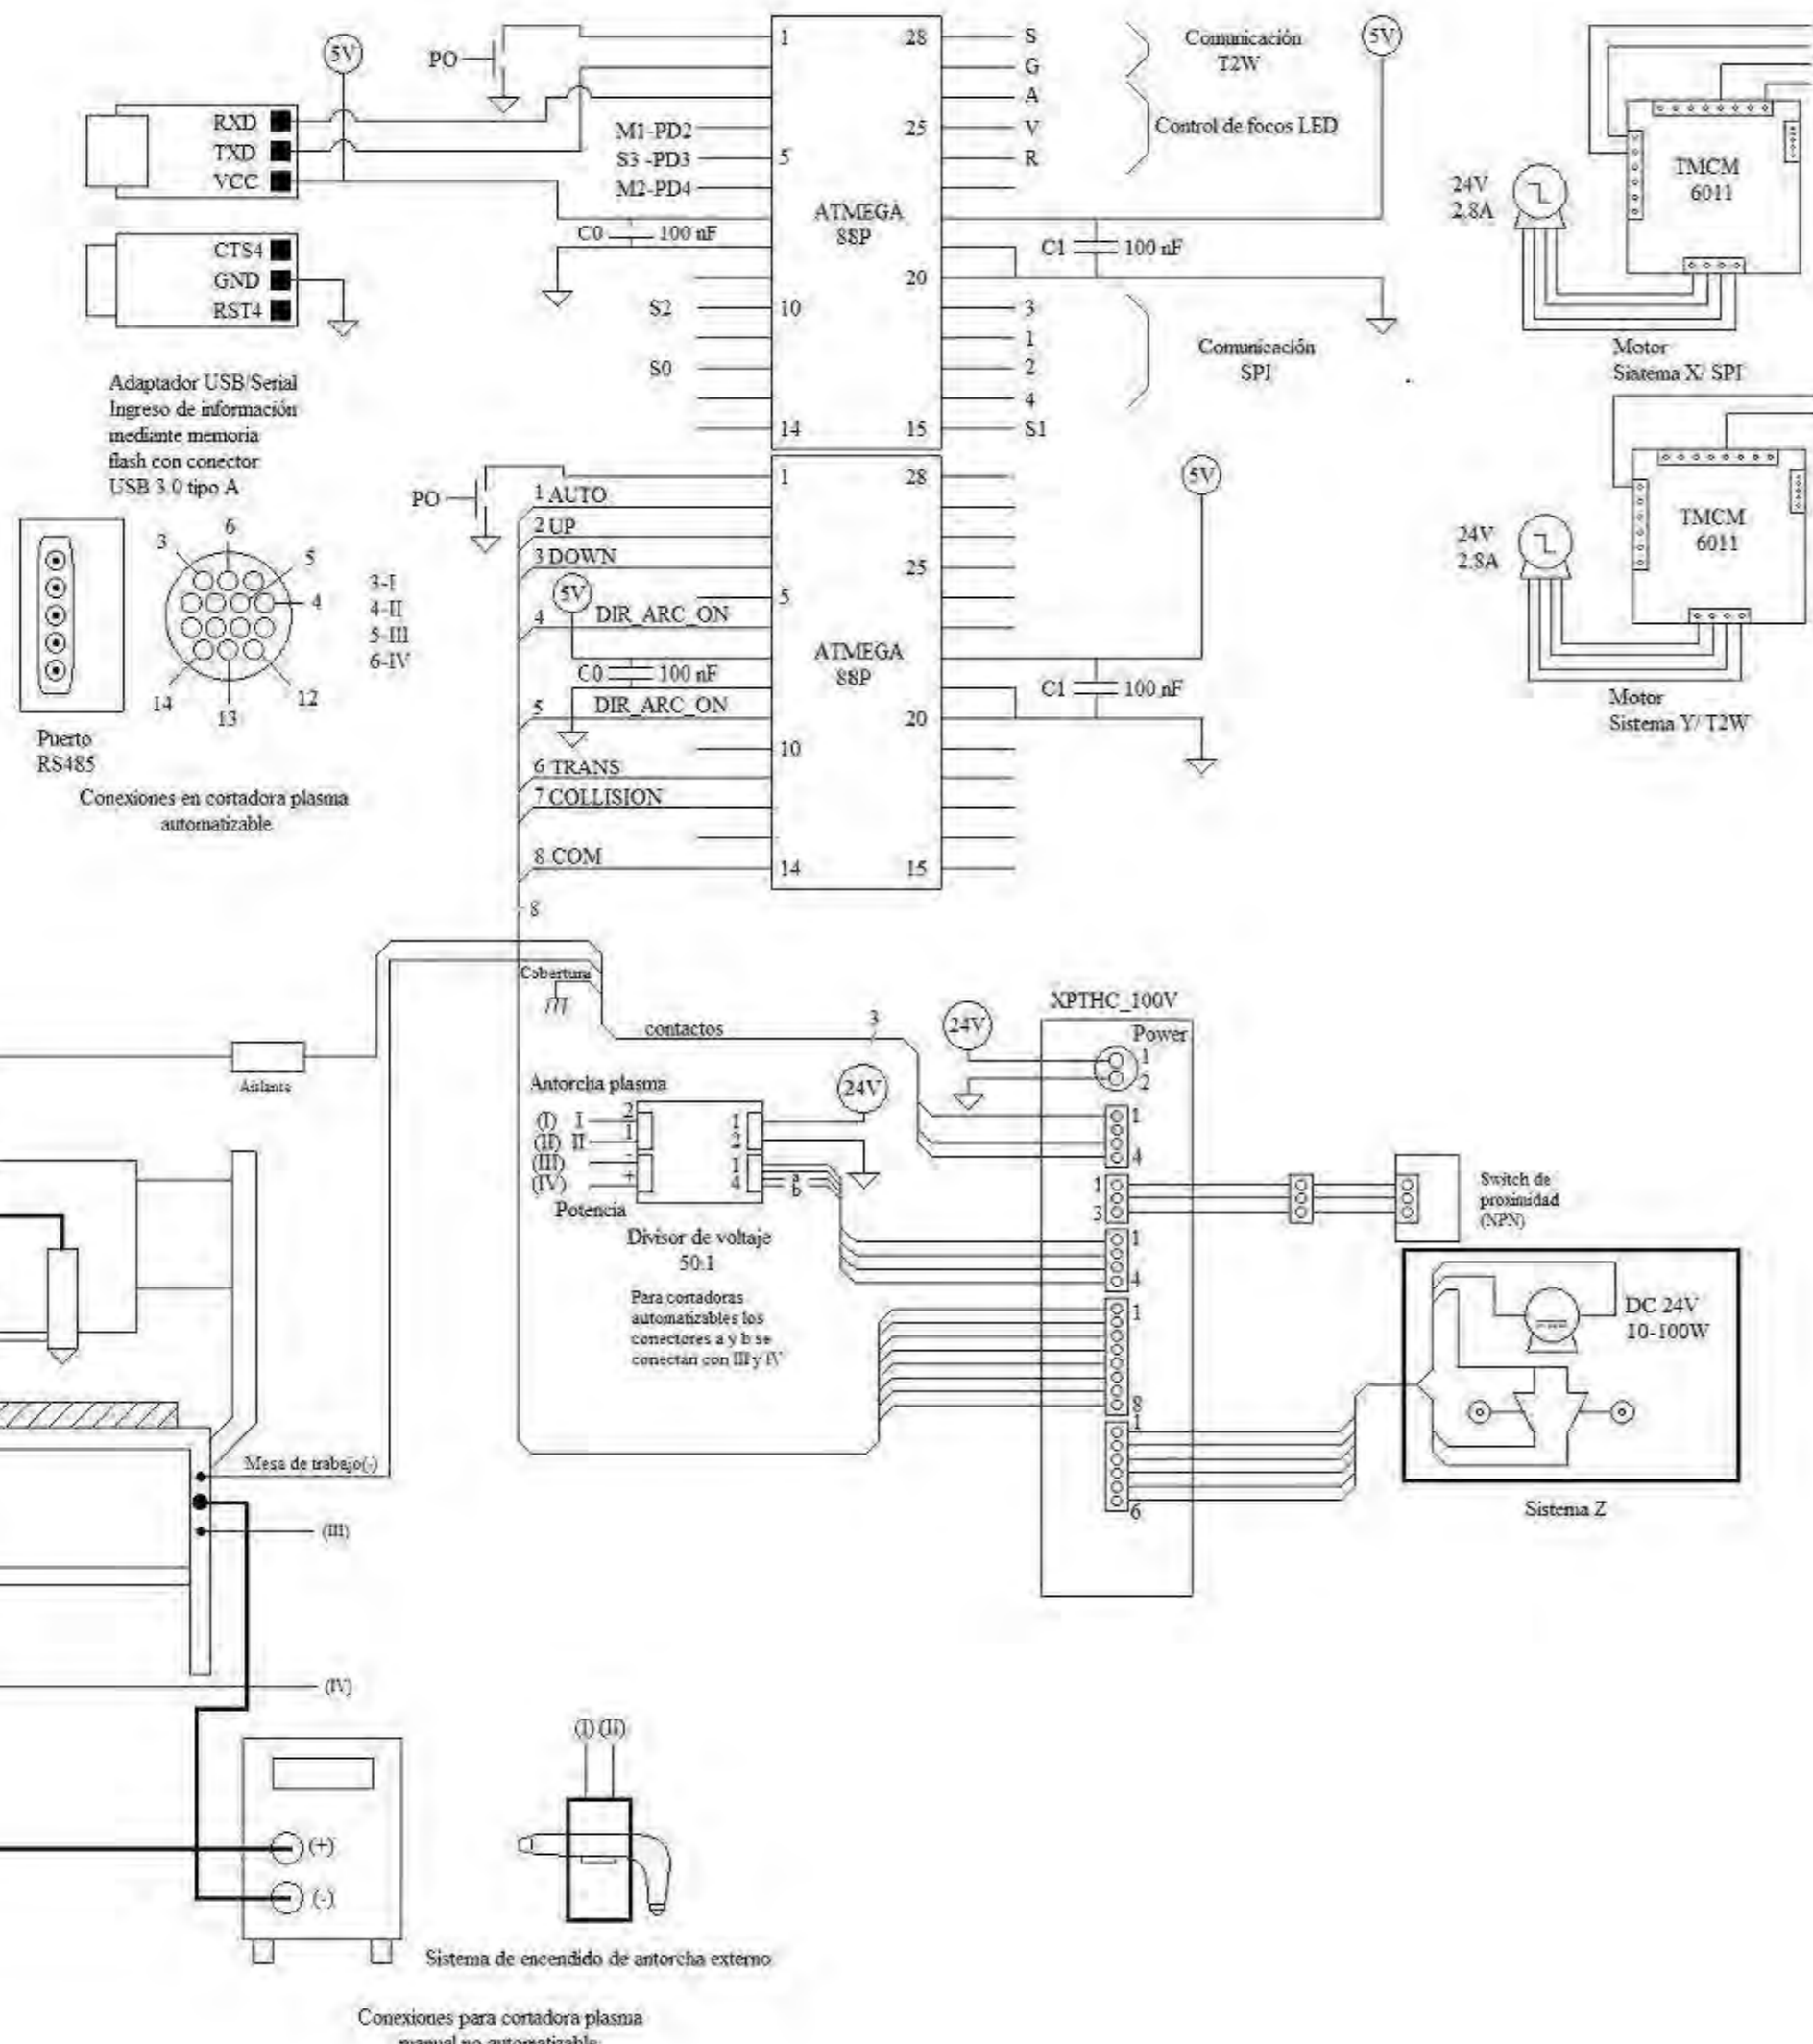 5V
PO
RXD
TXD
VCC
CTS4
GND
RST4
Adaptador USB/Serial
Ingreso de información
mediante memoria
flash con conector
USB 3.0 tipo A
M1-PD2
S3 -PD3
M2-PD4
C0
100 nF
S2
S0
1
5
10
14
ATMEGA
88P
28
25
20
15
S
G
A
V
R
3
1
2
4
S1
Comunicación
T2W
Control de focos LED
C1
100 nF
Comunicación
SPI
5V
24V
2.8A
TMCM
6011
Motor
Siatema X/ SPI
24V
2.8A
TMCM
6011
Motor
Sistema Y/ T2W
Puerto
RS485
3
6
5
4
14
13
12
3-I
4-II
5-III
6-IV
Conexiones en cortadora plasma
automatizable
PO
1 AUTO
2 UP
3 DOWN
5V
4 DIR_ARC_ON
C0
100 nF
5 DIR_ARC_ON
6 TRANS
7 COLLISION
8 COM
8
1
5
10
14
ATMEGA
88P
28
25
20
15
C1
100 nF
5V
Cobertura
contactos
3
Aislante
Antorcha plasma
(I) I
(II) II
(III)
(IV)
2
1
-
+
1
2
1
4
a
b
24V
Potencia
Divisor de voltaje
50:1
Para cortadoras
automatizables los
conectores a y b se
conectan con III y IV
24V
XPTHC_100V
Power
1
2
1
4
1
3
1
4
1
8
1
6
Switch de
proximidad
(NPN)
DC 24V
10-100W
Sistema Z
Mesa de trabajo(-)
(III)
(IV)
(+)
(-)
(I) (II)
Sistema de encendido de antorcha externo
Conexiones para cortadora plasma
manual no automatizable